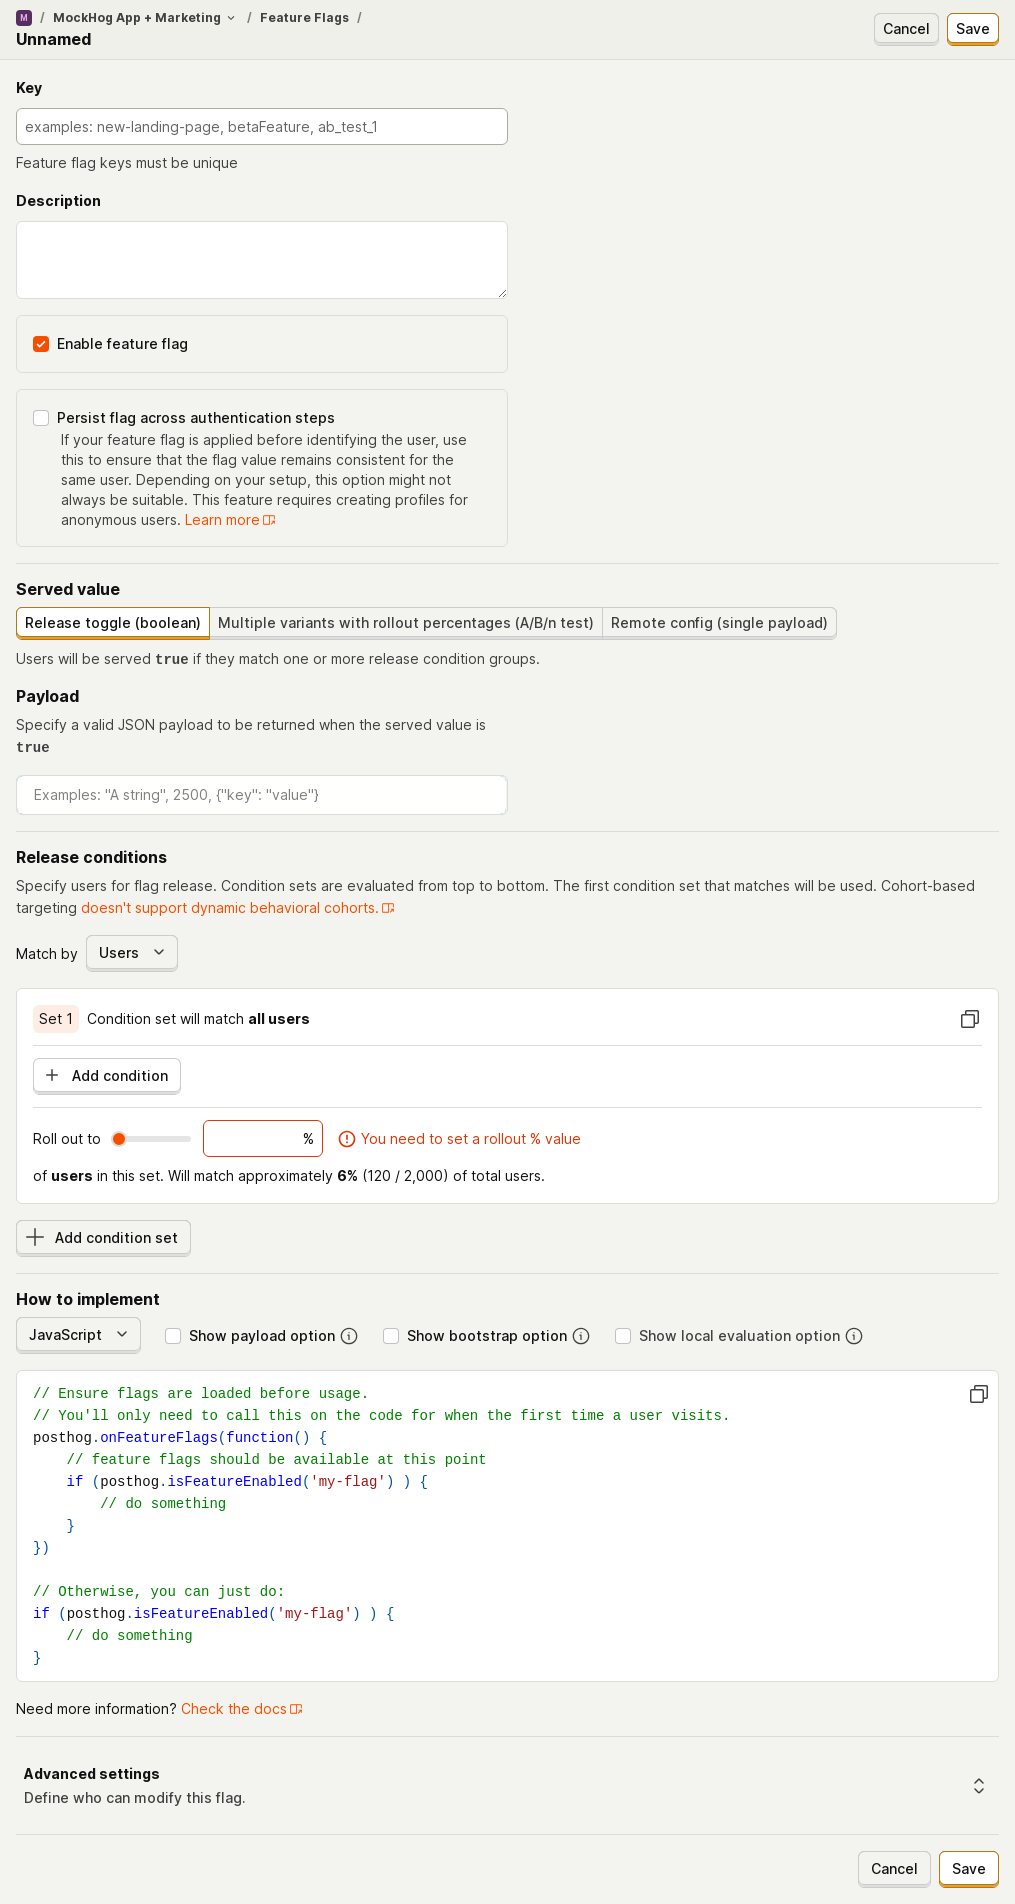 M / MockHog App + Marketing / Feature Flags /
Unnamed
Cancel
Save
Key
examples: new-landing-page, betaFeature, ab_test_1
Feature flag keys must be unique
Description
Enable feature flag
Persist flag across authentication steps
If your feature flag is applied before identifying the user, use
this to ensure that the flag value remains consistent for the
same user. Depending on your setup, this option might not
always be suitable. This feature requires creating profiles for
anonymous users. Learn more
Served value
Release toggle (boolean)
Multiple variants with rollout percentages (A/B/n test)
Remote config (single payload)
Users will be served true if they match one or more release condition groups.
Payload
Specify a valid JSON payload to be returned when the served value is
true
Examples: "A string", 2500, {"key": "value"}
Release conditions
Specify users for flag release. Condition sets are evaluated from top to bottom. The first condition set that matches will be used. Cohort-based
targeting doesn't support dynamic behavioral cohorts.
Match by
Users
Set 1 Condition set will match all users
Add condition
Roll out to
%
You need to set a rollout % value
of users in this set. Will match approximately 6% (120 / 2,000) of total users.
Add condition set
How to implement
JavaScript
Show payload option
Show bootstrap option
Show local evaluation option
// Ensure flags are loaded before usage.
// You'll only need to call this on the code for when the first time a user visits.
posthog.onFeatureFlags(function() {
    // feature flags should be available at this point
    if (posthog.isFeatureEnabled('my-flag') ) {
        // do something
    }
})
// Otherwise, you can just do:
if (posthog.isFeatureEnabled('my-flag') ) {
    // do something
}
Need more information? Check the docs
Advanced settings
Define who can modify this flag.
Cancel
Save